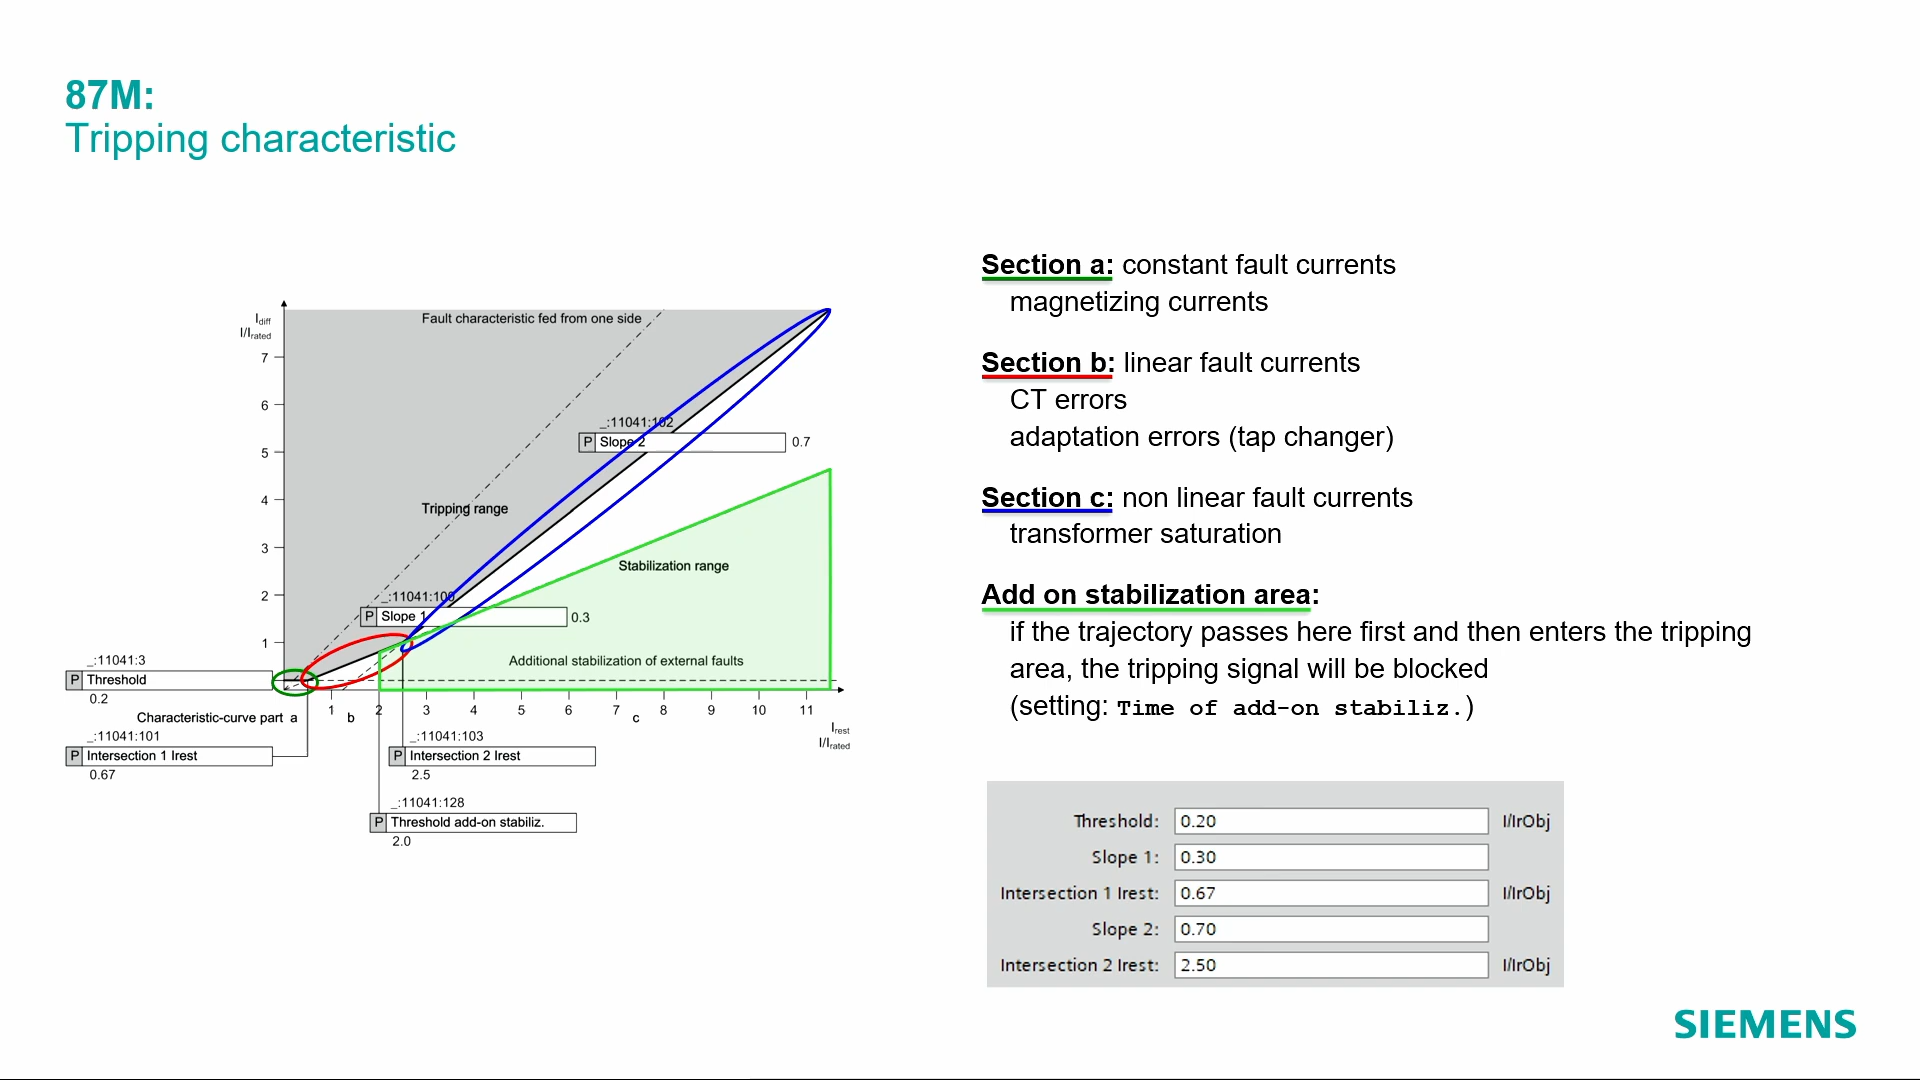 87M:
Tripping characteristic
Idiff
I/Irated
Fault characteristic fed from one side
7
6
5
4
3
2
1
_:11041:102
P Slope 2 0.7
Tripping range
Stabilization range
_:11041:100
P Slope 1 0.3
Additional stabilization of external faults
_:11041:3
P Threshold
0.2
1 2 3 4 5 6 7 8 9 10 11
Characteristic-curve part a b c
Irest
I/Irated
_:11041:101
P Intersection 1 Irest
0.67
_:11041:103
P Intersection 2 Irest
2.5
_:11041:128
P Threshold add-on stabiliz.
2.0
Section a: constant fault currents
magnetizing currents
Section b: linear fault currents
CT errors
adaptation errors (tap changer)
Section c: non linear fault currents
transformer saturation
Add on stabilization area:
if the trajectory passes here first and then enters the tripping
area, the tripping signal will be blocked
(setting: Time of add-on stabiliz.)
Threshold: 0.20 I/IrObj
Slope 1: 0.30
Intersection 1 Irest: 0.67 I/IrObj
Slope 2: 0.70
Intersection 2 Irest: 2.50 I/IrObj
SIEMENS